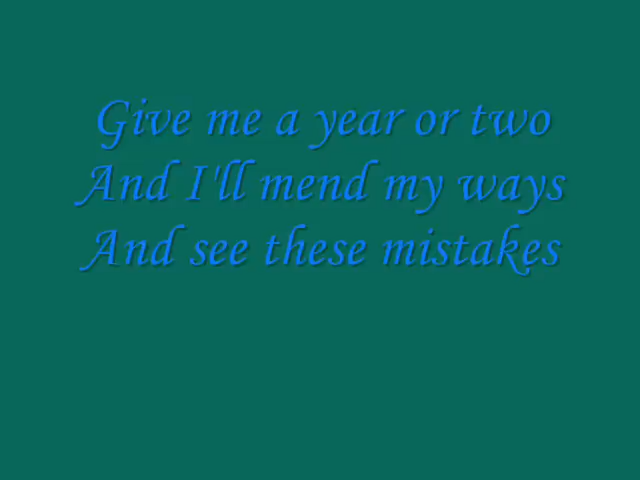 Give me a year or two
And I'll mend my ways
And see these mistakes